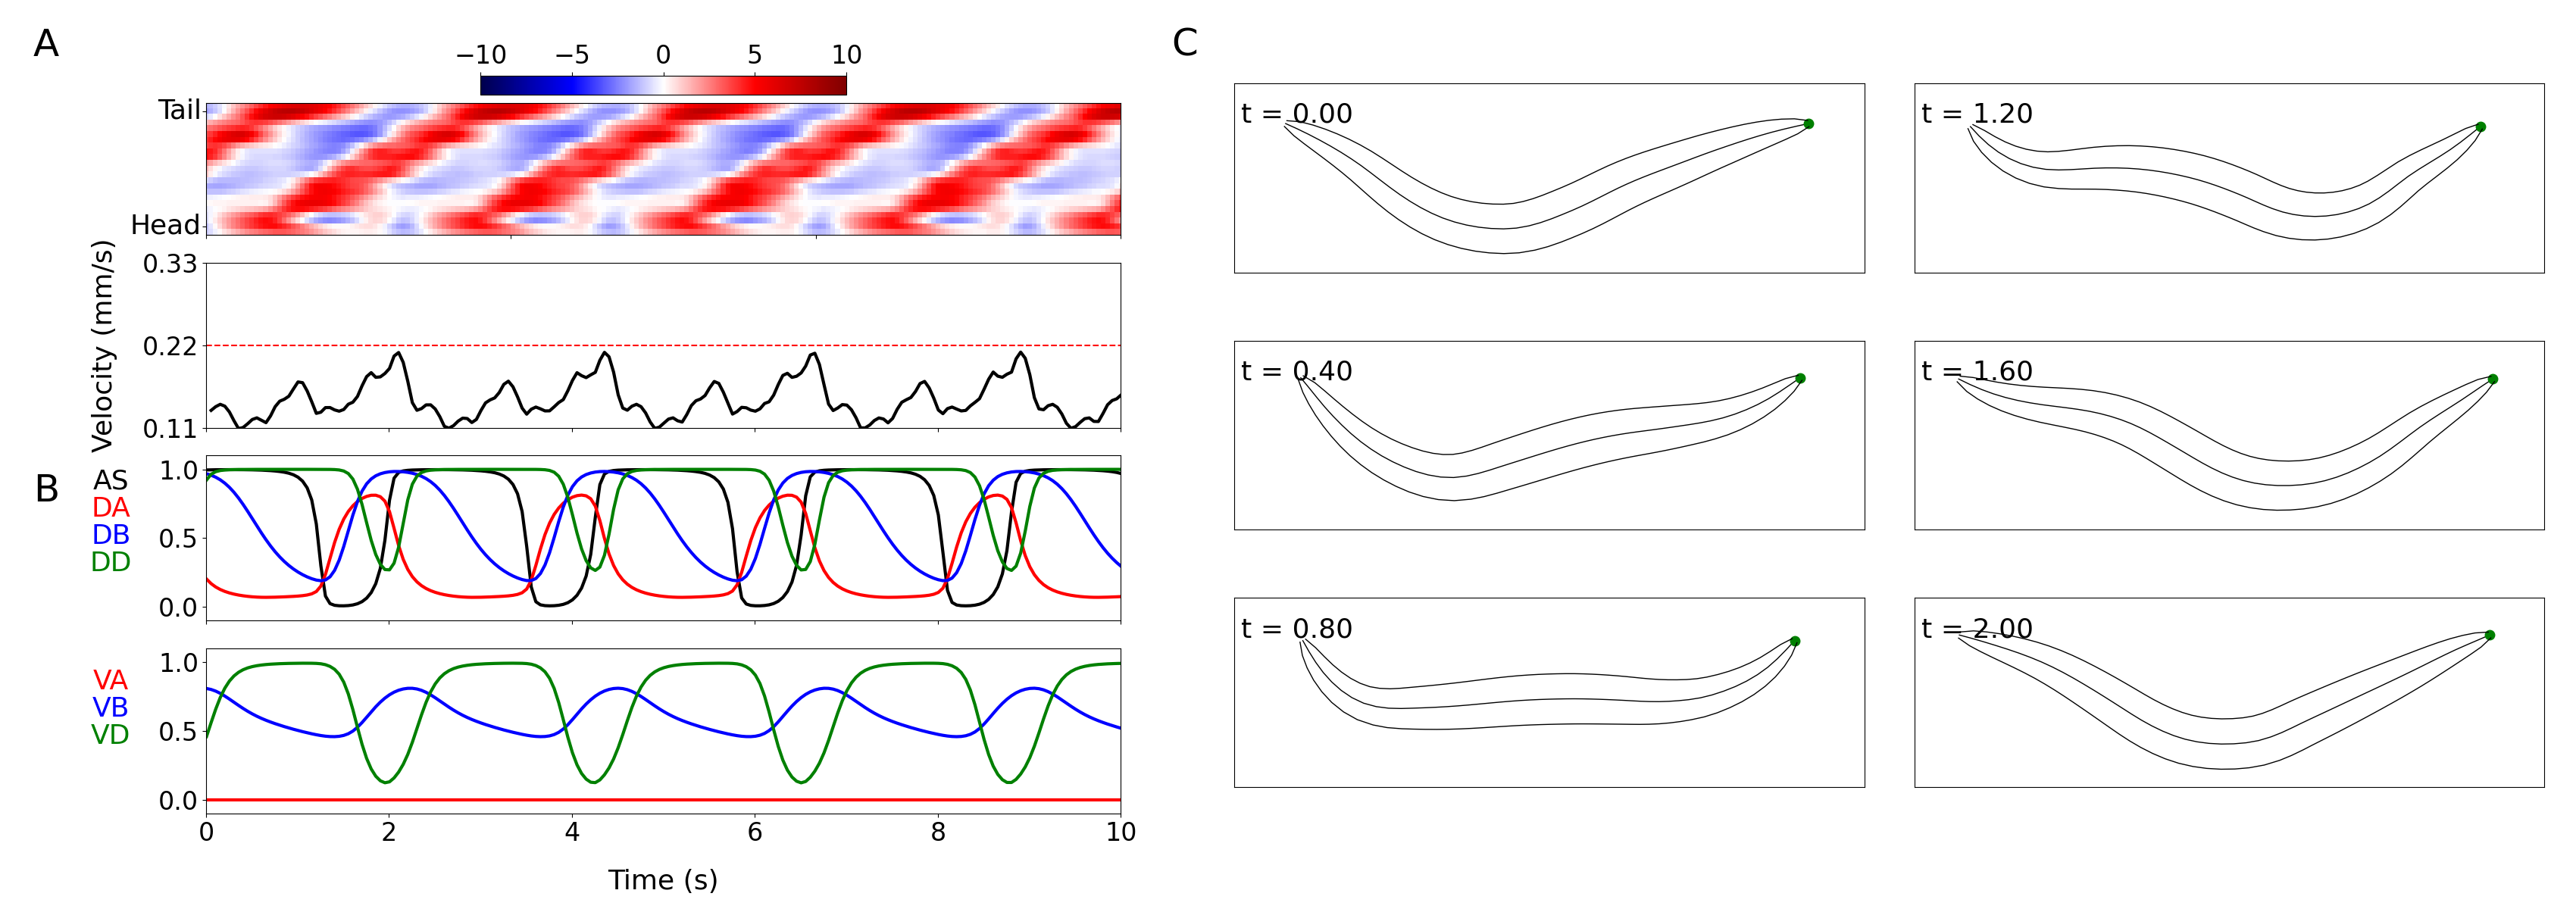 A
−10 −5 0 5 10
Tail
Head
Velocity (mm/s)
0.33
0.22
0.11
B
AS
DA
DB
DD
1.0
0.5
0.0
VA
VB
VD
1.0
0.5
0.0
0 2 4 6 8 10
Time (s)
C
t = 0.00
t = 1.20
t = 0.40
t = 1.60
t = 0.80
t = 2.00